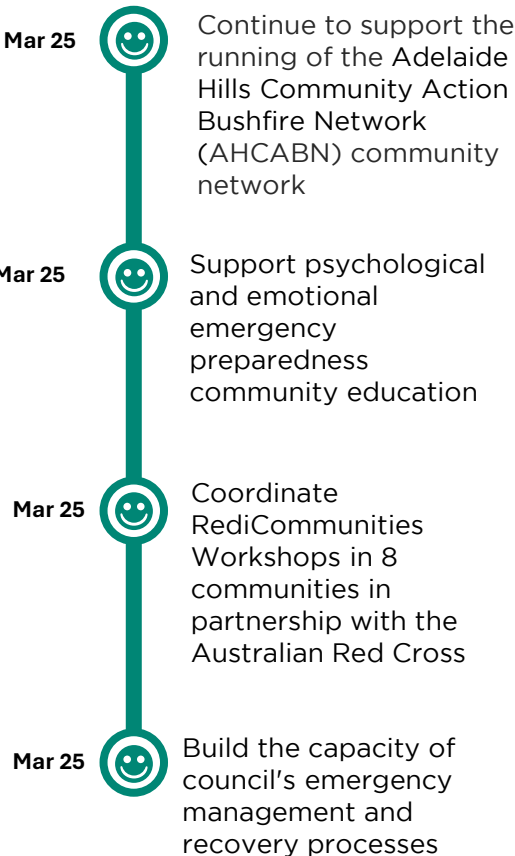 Mar 25
Continue to support the
running of the Adelaide
Hills Community Action
Bushfire Network
(AHCABN) community
network
Mar 25
Support psychological
and emotional
emergency
preparedness
community education
Mar 25
Coordinate
RediCommunities
Workshops in 8
communities in
partnership with the
Australian Red Cross
Mar 25
Build the capacity of
council's emergency
management and
recovery processes